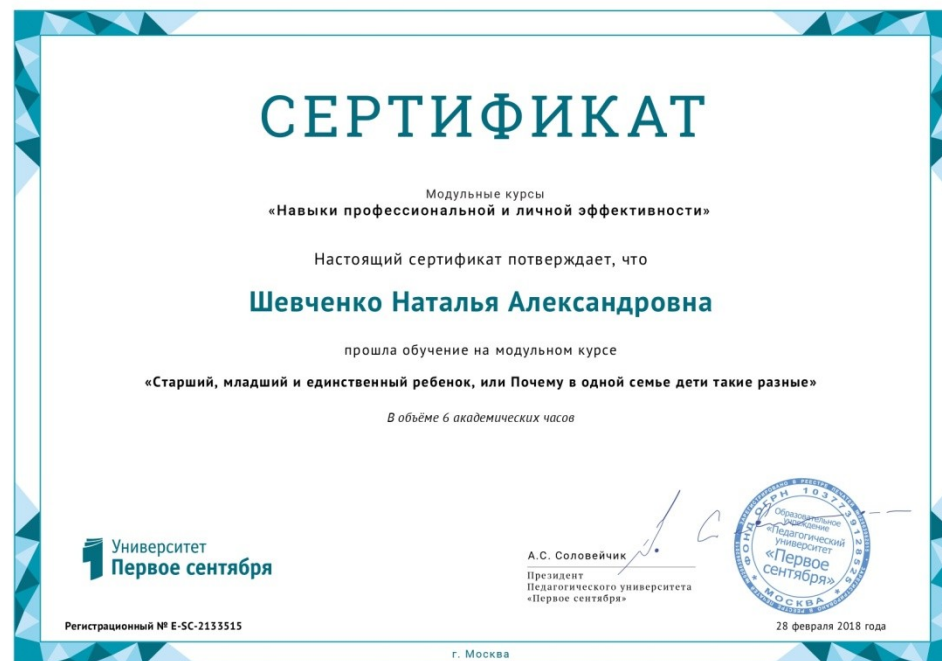 СЕРТИФИКАТ
Модульные курсы
«Навыки профессиональной и личной эффективности»
Настоящий сертификат потверждает, что
Шевченко Наталья Александровна
прошла обучение на модульном курсе
«Старший, младший и единственный ребенок, или Почему в одной семье дети такие разные»
В объёме 6 академических часов
Университет
Первое сентября
А.С. Соловейчик
Президент
Педагогического университета
«Первое сентября»
ФОНД ОГРН 1037739128525
МОСКВА
Образовательное
учреждение
«Педагогический
университет
«Первое
сентября»
Регистрационный № E-SC-2133515
28 февраля 2018 года
г. Москва